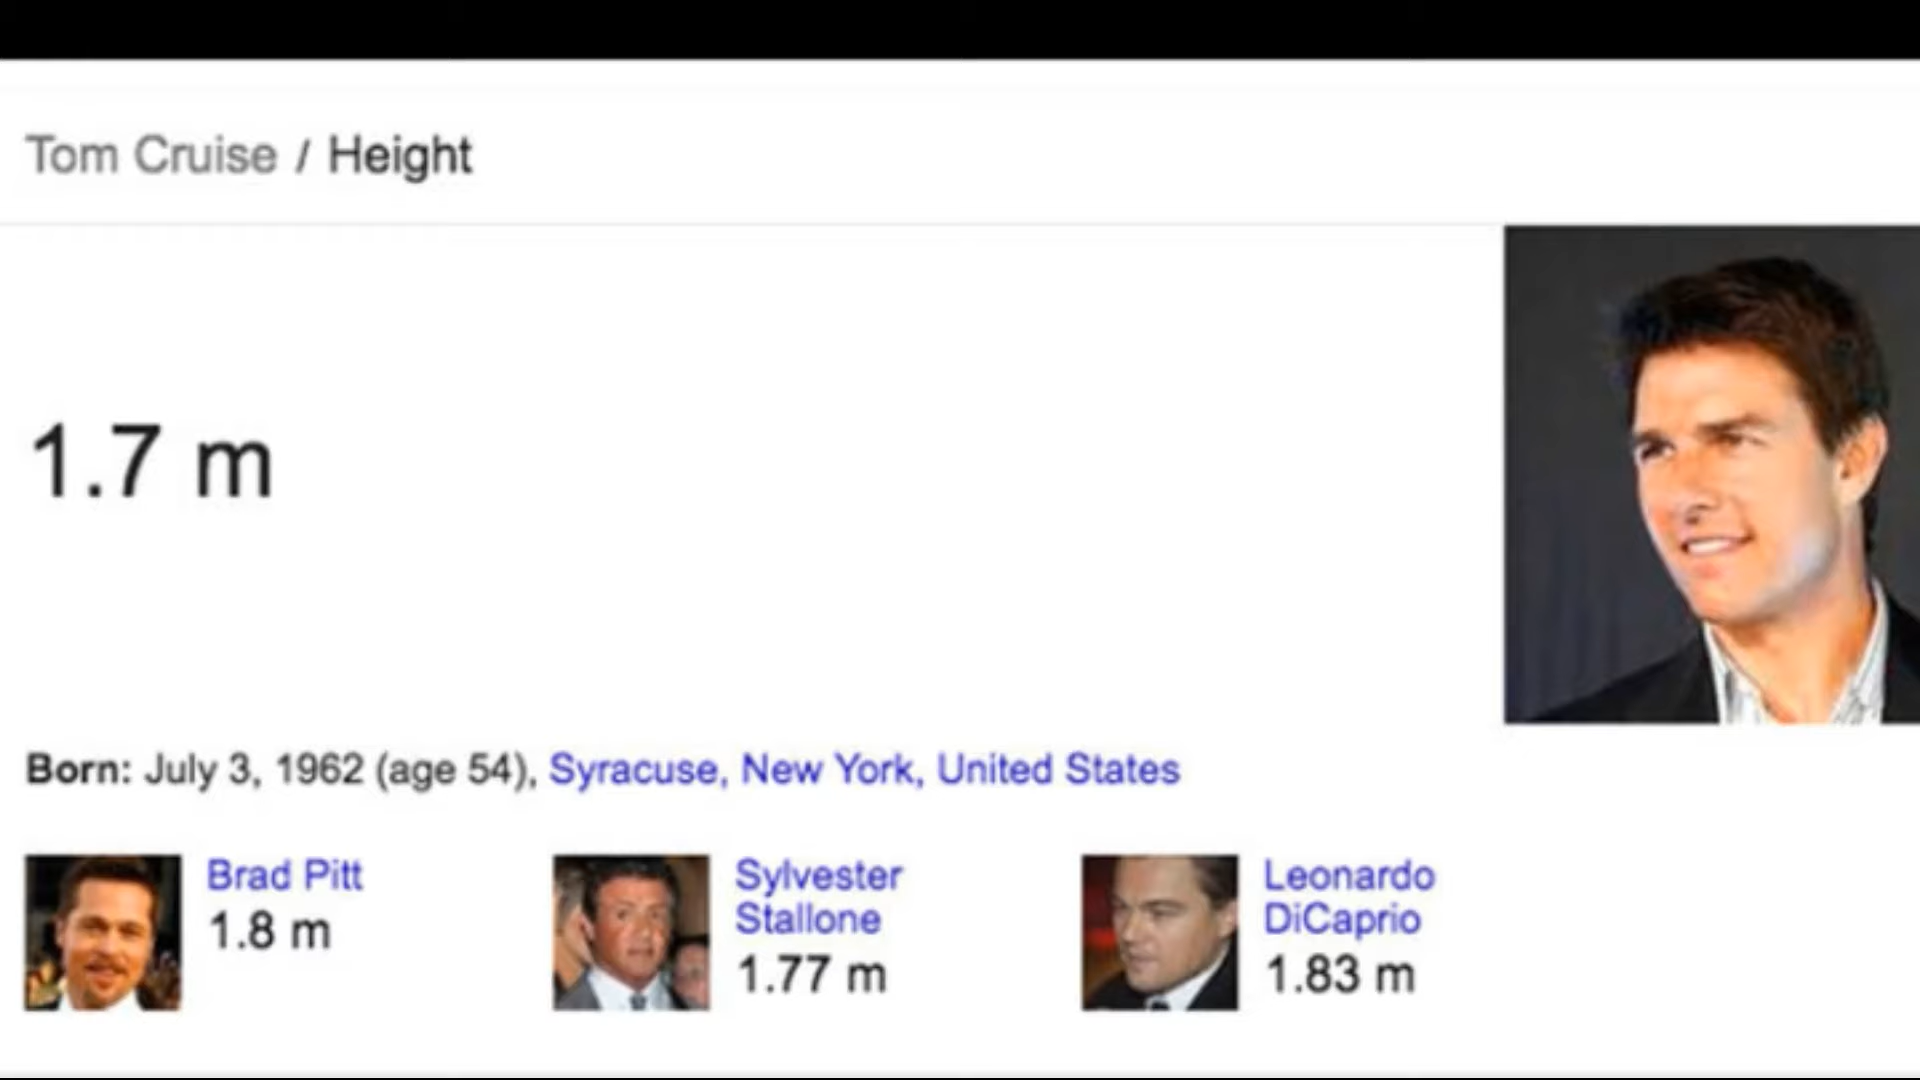 Tom Cruise / Height
1.7 m
Born: July 3, 1962 (age 54), Syracuse, New York, United States
Brad Pitt
1.8 m
Sylvester
Stallone
1.77 m
Leonardo
DiCaprio
1.83 m